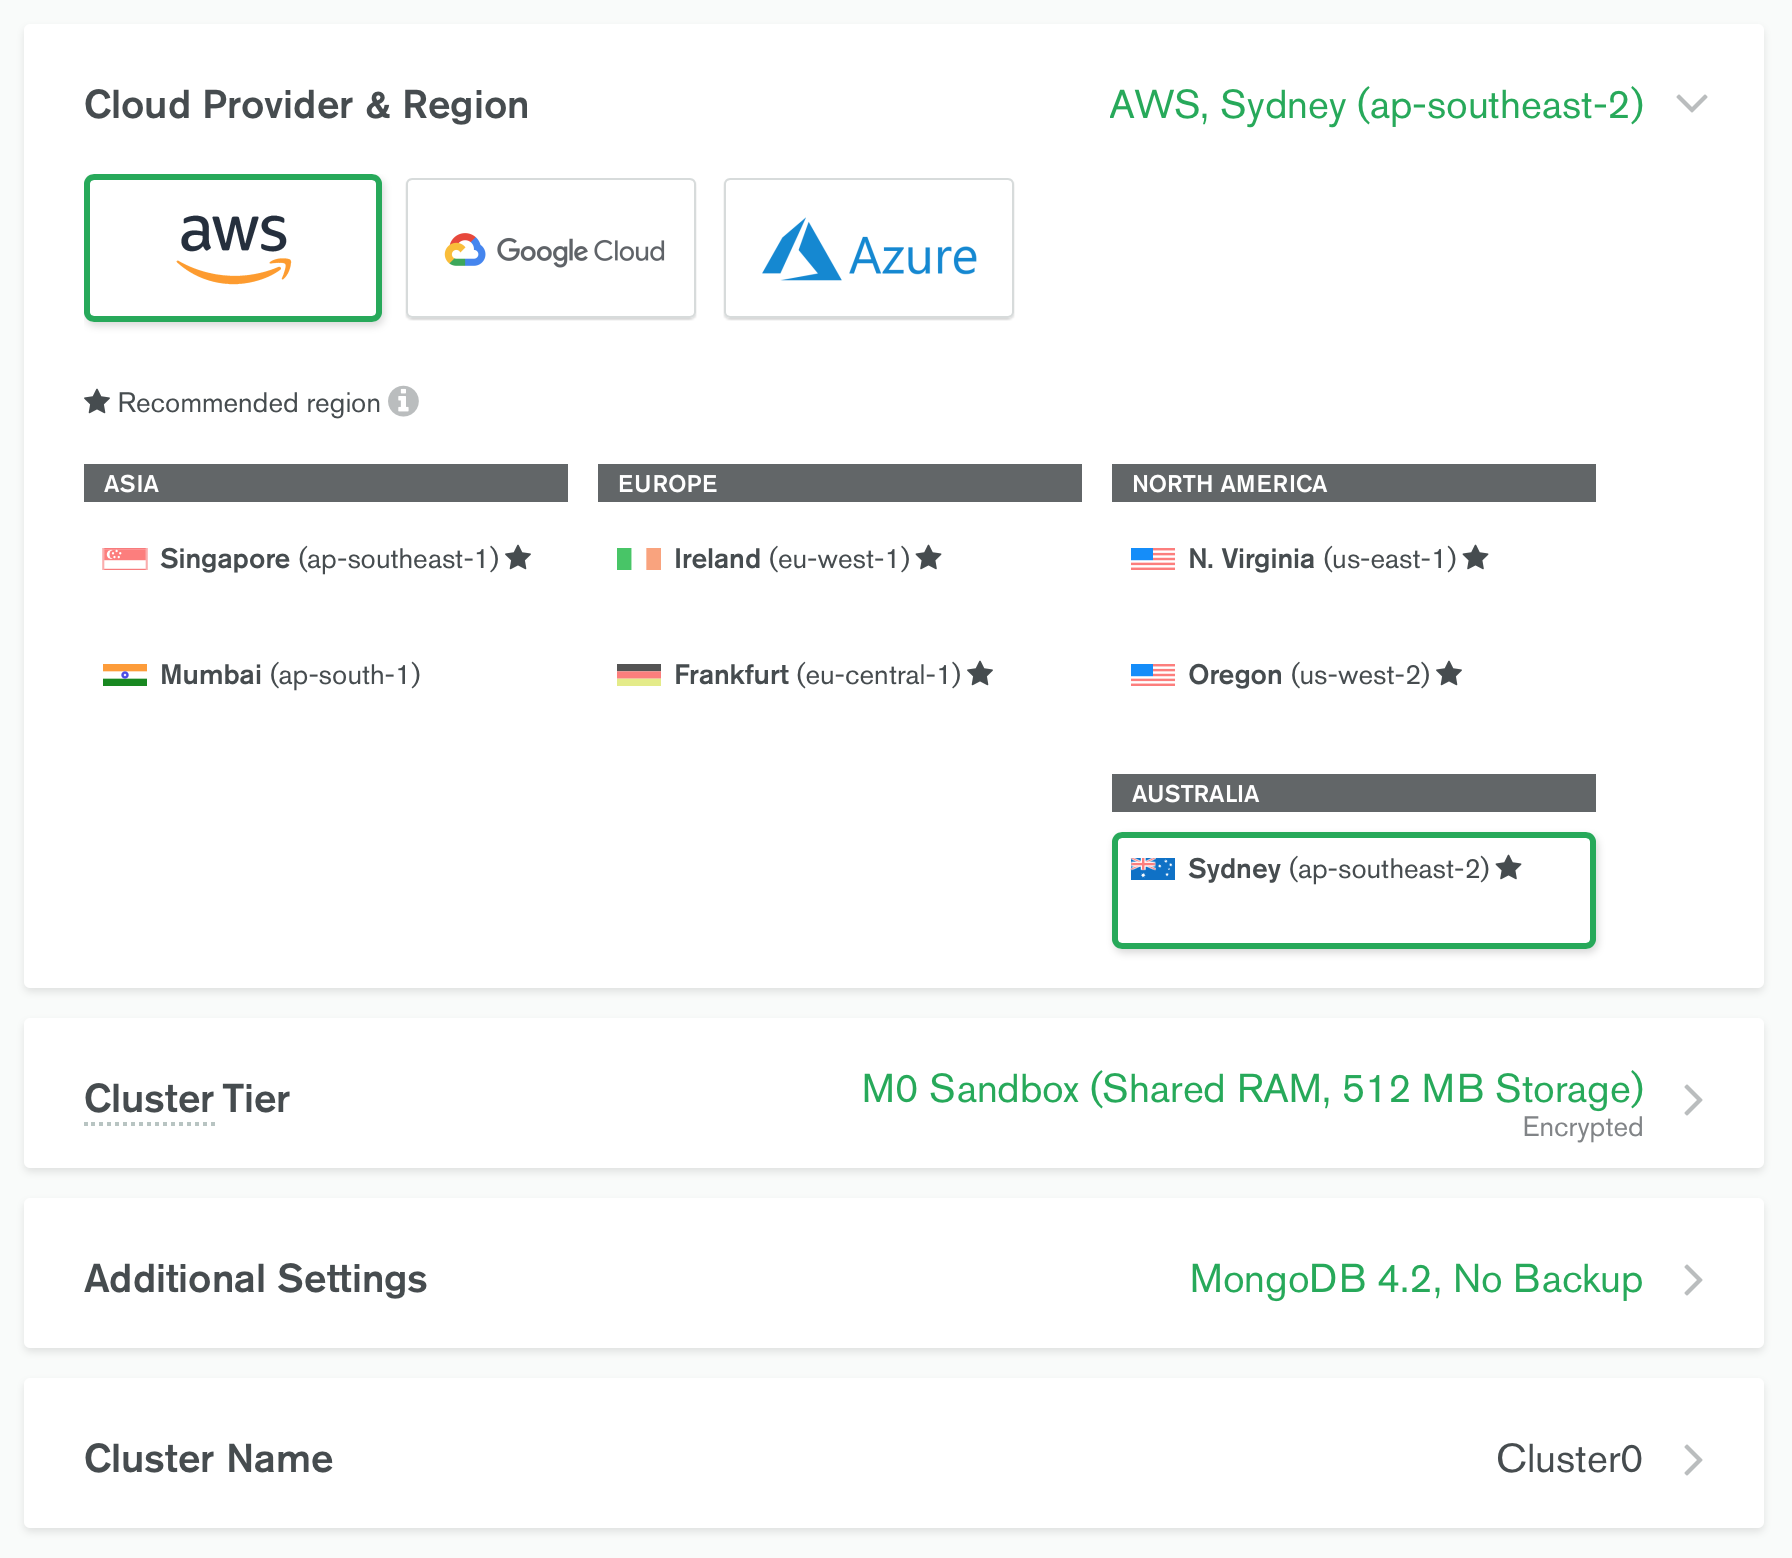 Cloud Provider & Region
AWS, Sydney (ap-southeast-2)
aws
Google Cloud
Azure
Recommended region
ASIA
Singapore (ap-southeast-1)
Mumbai (ap-south-1)
EUROPE
Ireland (eu-west-1)
Frankfurt (eu-central-1)
NORTH AMERICA
N. Virginia (us-east-1)
Oregon (us-west-2)
AUSTRALIA
Sydney (ap-southeast-2)
Cluster Tier
M0 Sandbox (Shared RAM, 512 MB Storage)
Encrypted
Additional Settings
MongoDB 4.2, No Backup
Cluster Name
Cluster0